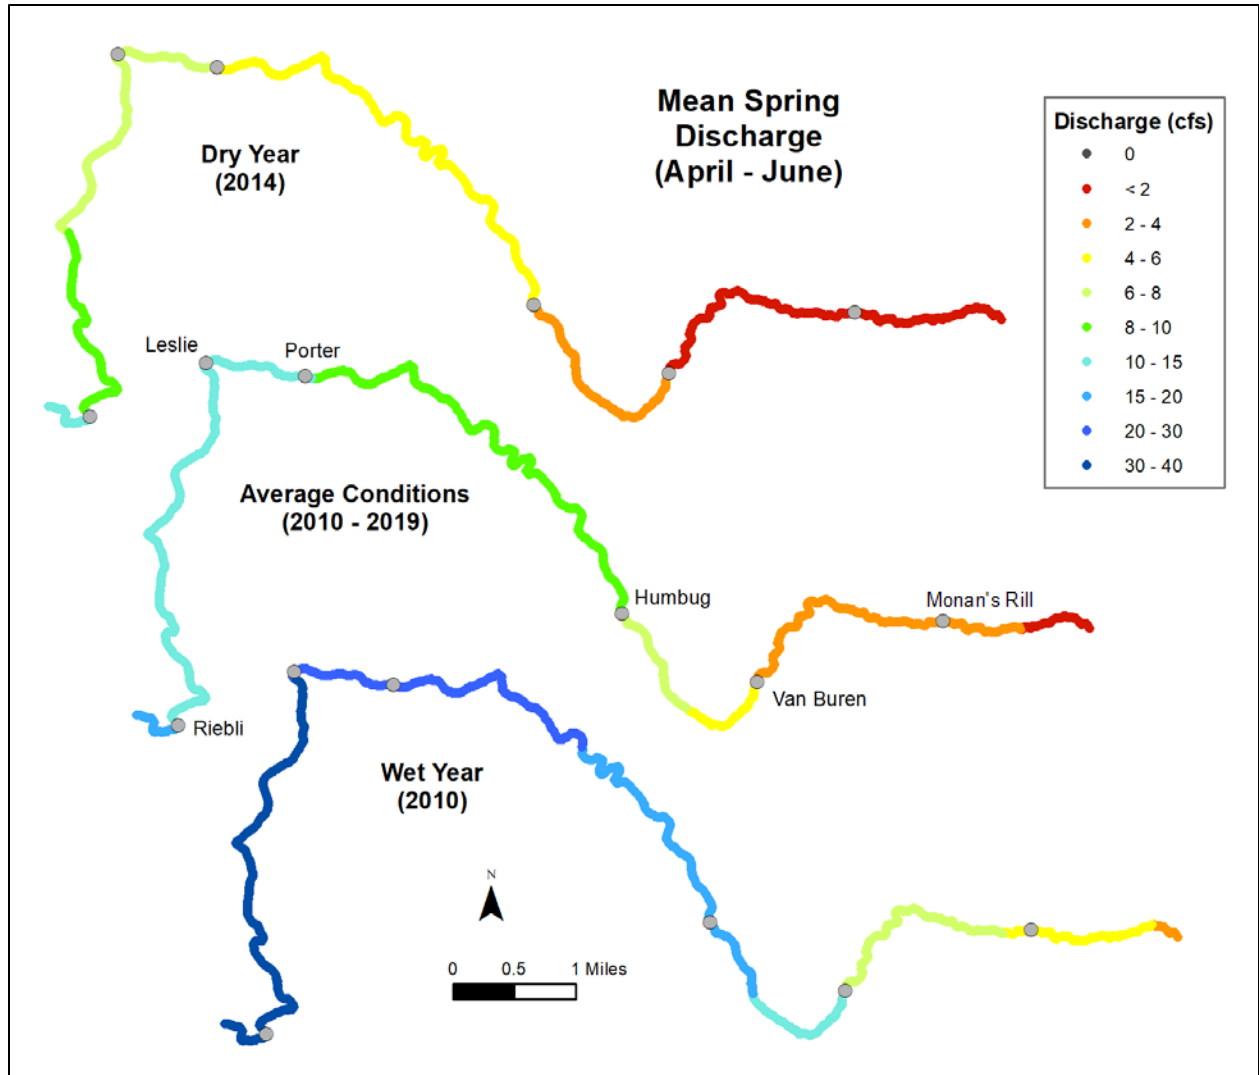 Mean Spring
Discharge
(April - June)
Discharge (cfs)
0
< 2
2 - 4
4 - 6
6 - 8
8 - 10
10 - 15
15 - 20
20 - 30
30 - 40
Dry Year
(2014)
Leslie
Porter
Average Conditions
(2010 - 2019)
Humbug
Monan's Rill
Van Buren
Riebli
Wet Year
(2010)
N
0 0.5 1 Miles